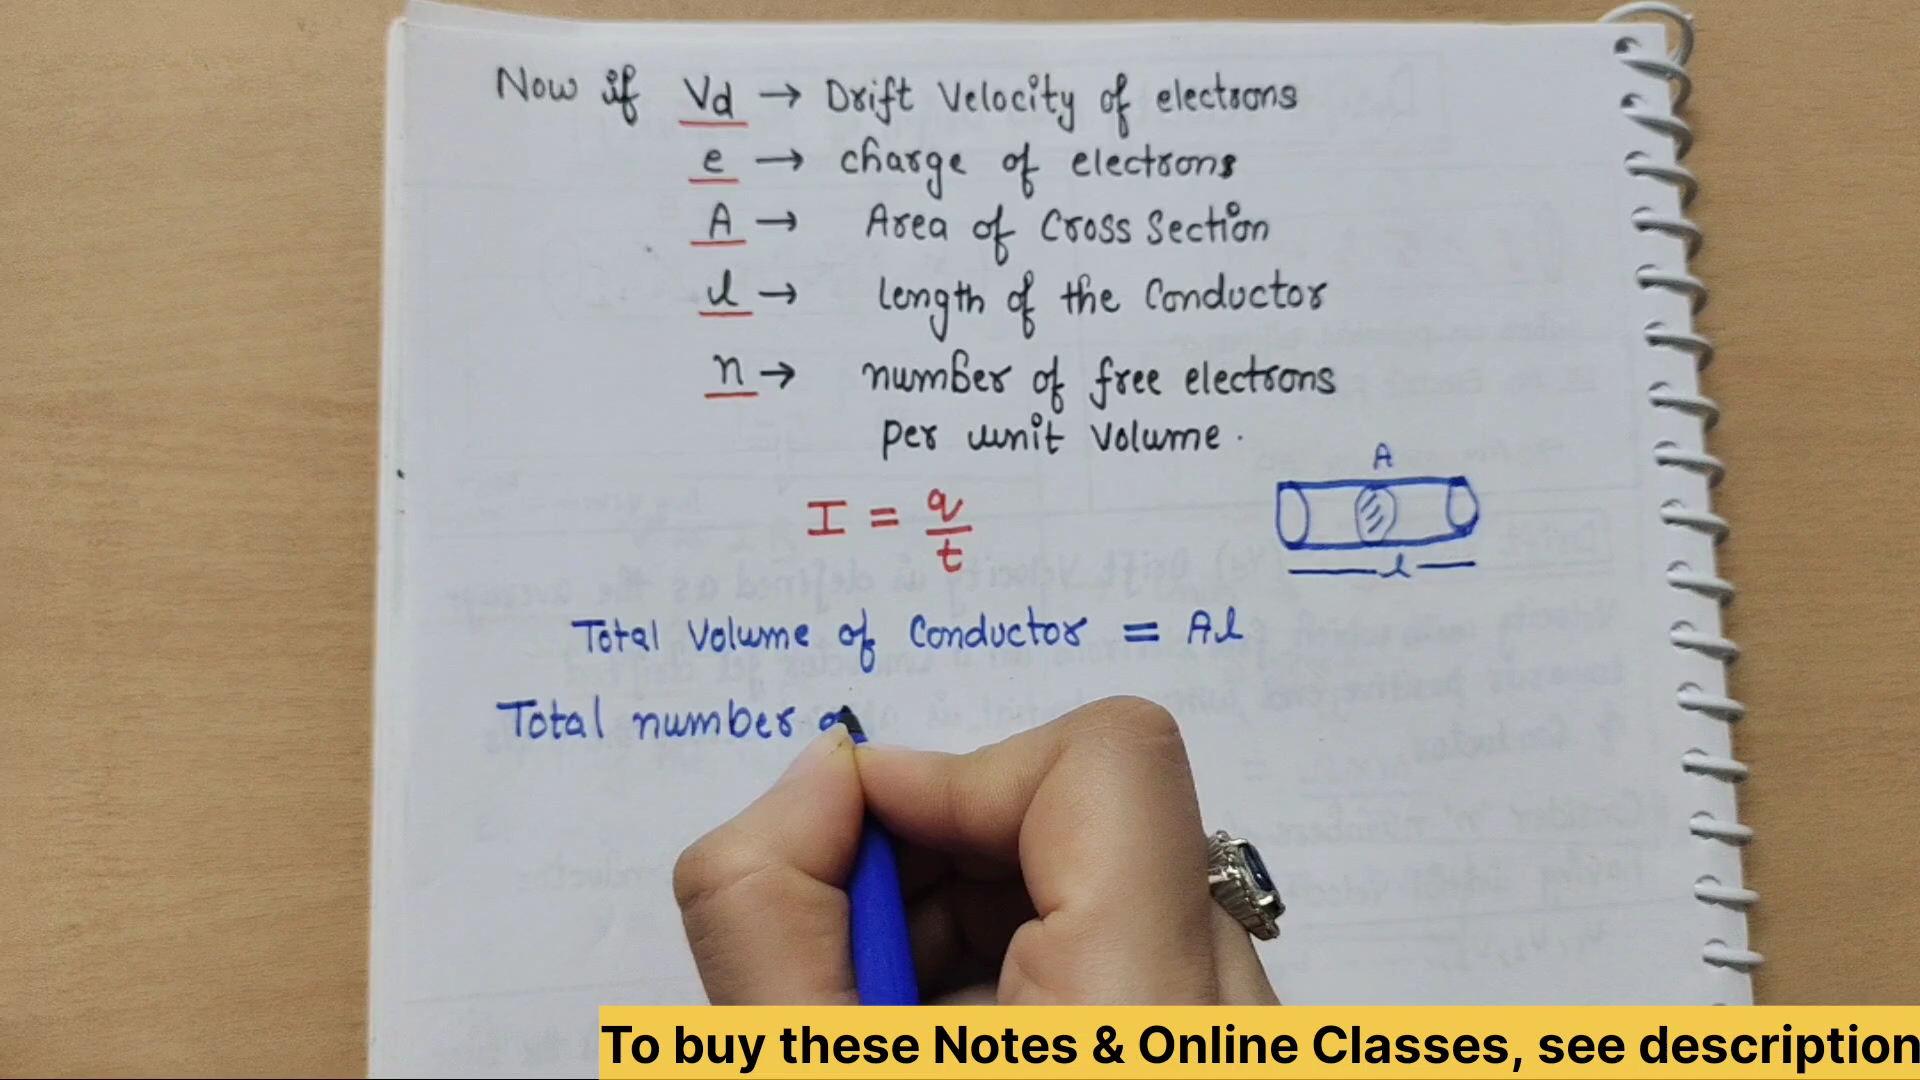 Now if Vd → Drift Velocity of electrons
e → charge of electrons
A → Area of Cross Section
l → length of the Conductor
n → number of free electrons
per unit Volume.
A
I = q/t
l
Total Volume of Conductor = Al
Total number o
To buy these Notes & Online Classes, see description